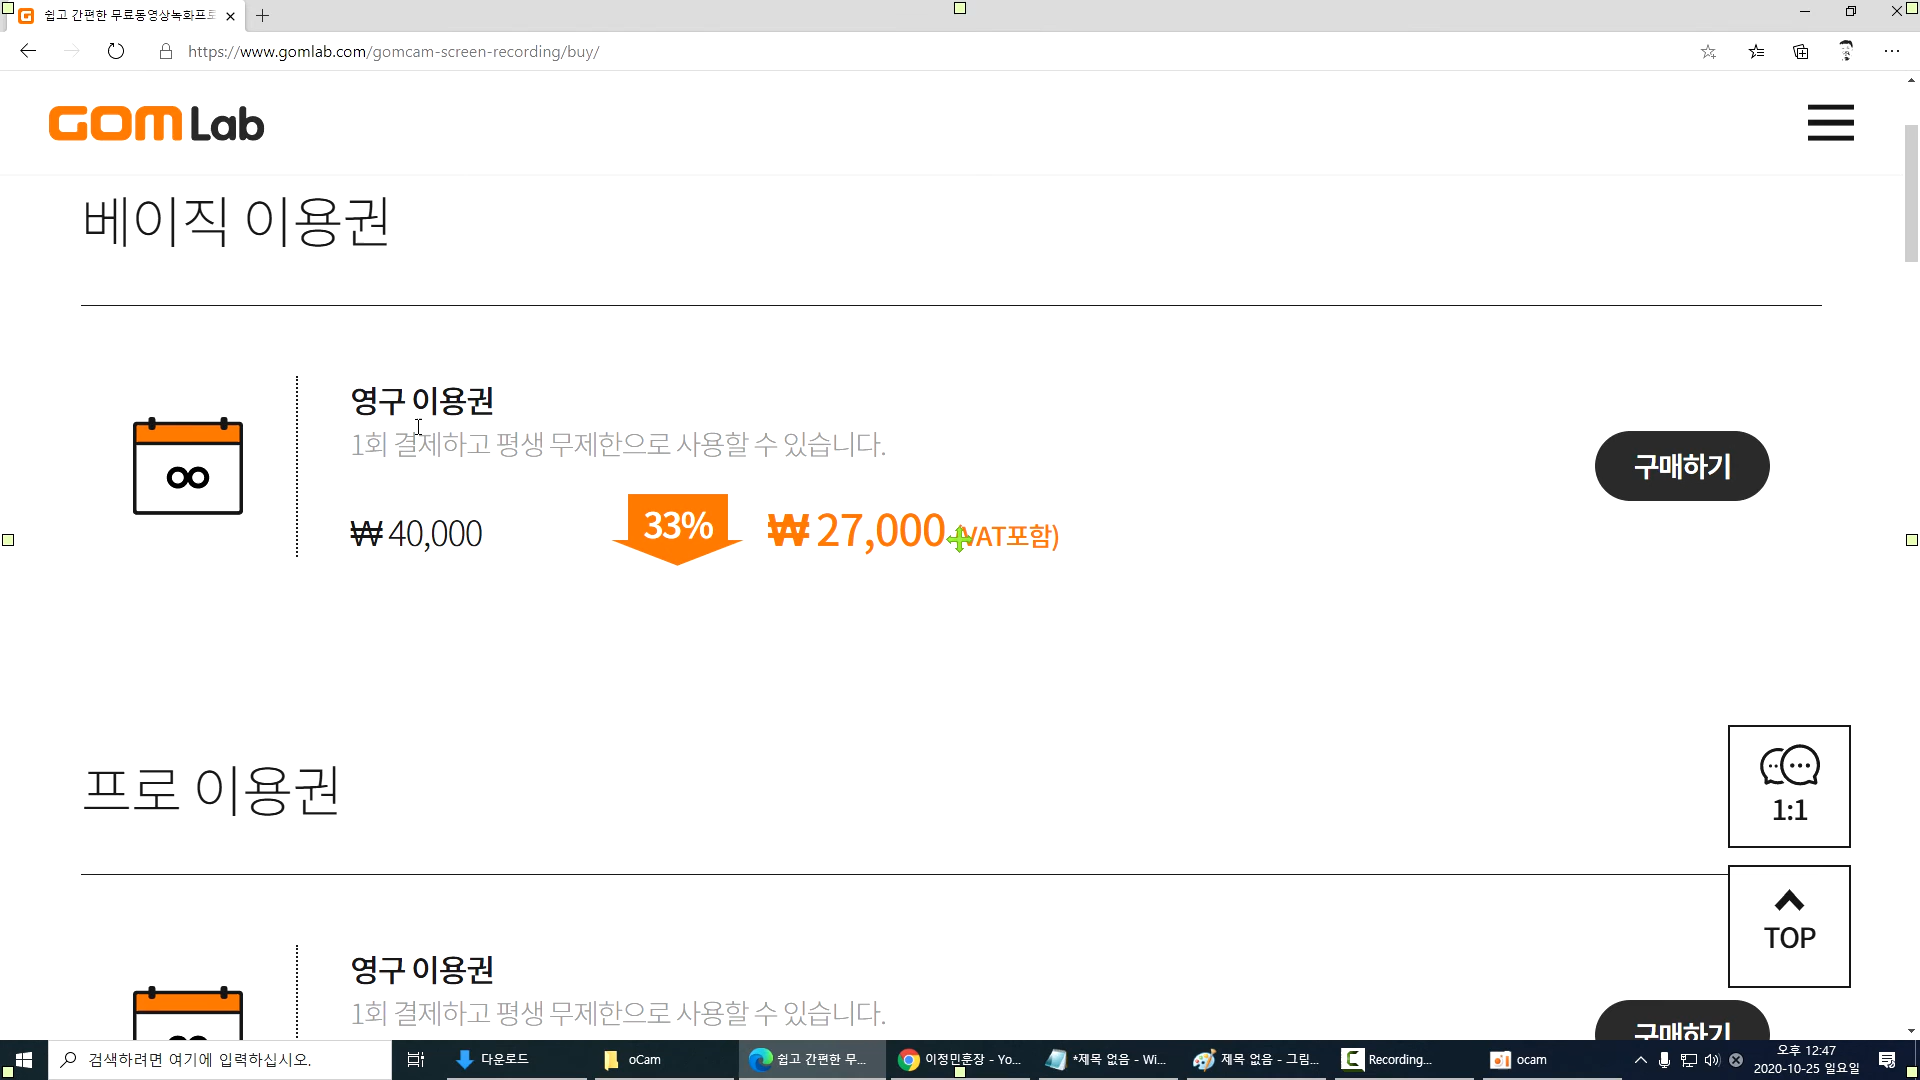 쉽고 간편한 무료동영상녹화프로
https://www.gomlab.com/gomcam-screen-recording/buy/
GOM Lab
베이직 이용권
영구 이용권
1회 결제하고 평생 무제한으로 사용할 수 있습니다.
₩ 40,000
33%
₩ 27,000 (VAT포함)
구매하기
프로 이용권
1:1
TOP
영구 이용권
1회 결제하고 평생 무제한으로 사용할 수 있습니다.
구매하기
검색하려면 여기에 입력하십시오.
다운로드
oCam
쉽고 간편한 무...
이정민훈장 - Yo...
*제목 없음 - Wi...
제목 없음 - 그림...
Recording...
ocam
오후 12:47
2020-10-25 일요일